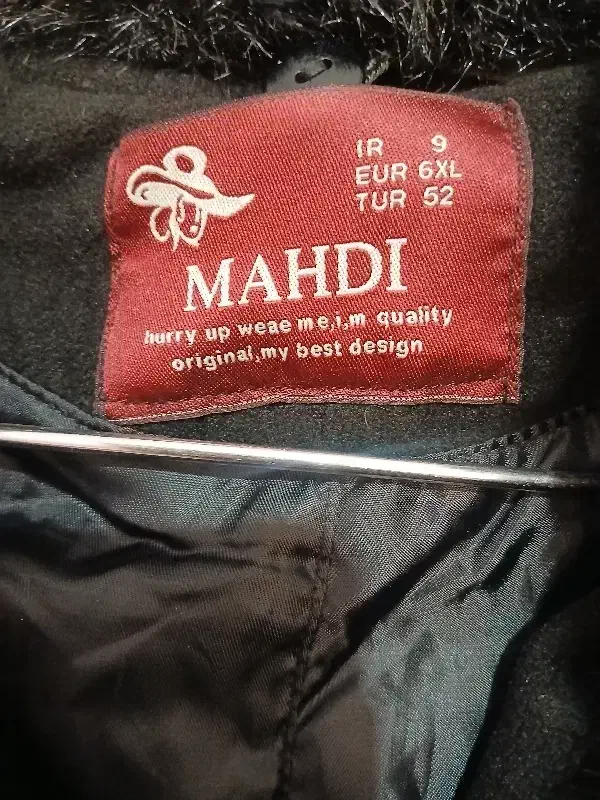 IR 9
EUR 6XL
TUR 52
MAHDI
hurry up weae me,i,m quality
original,my best design